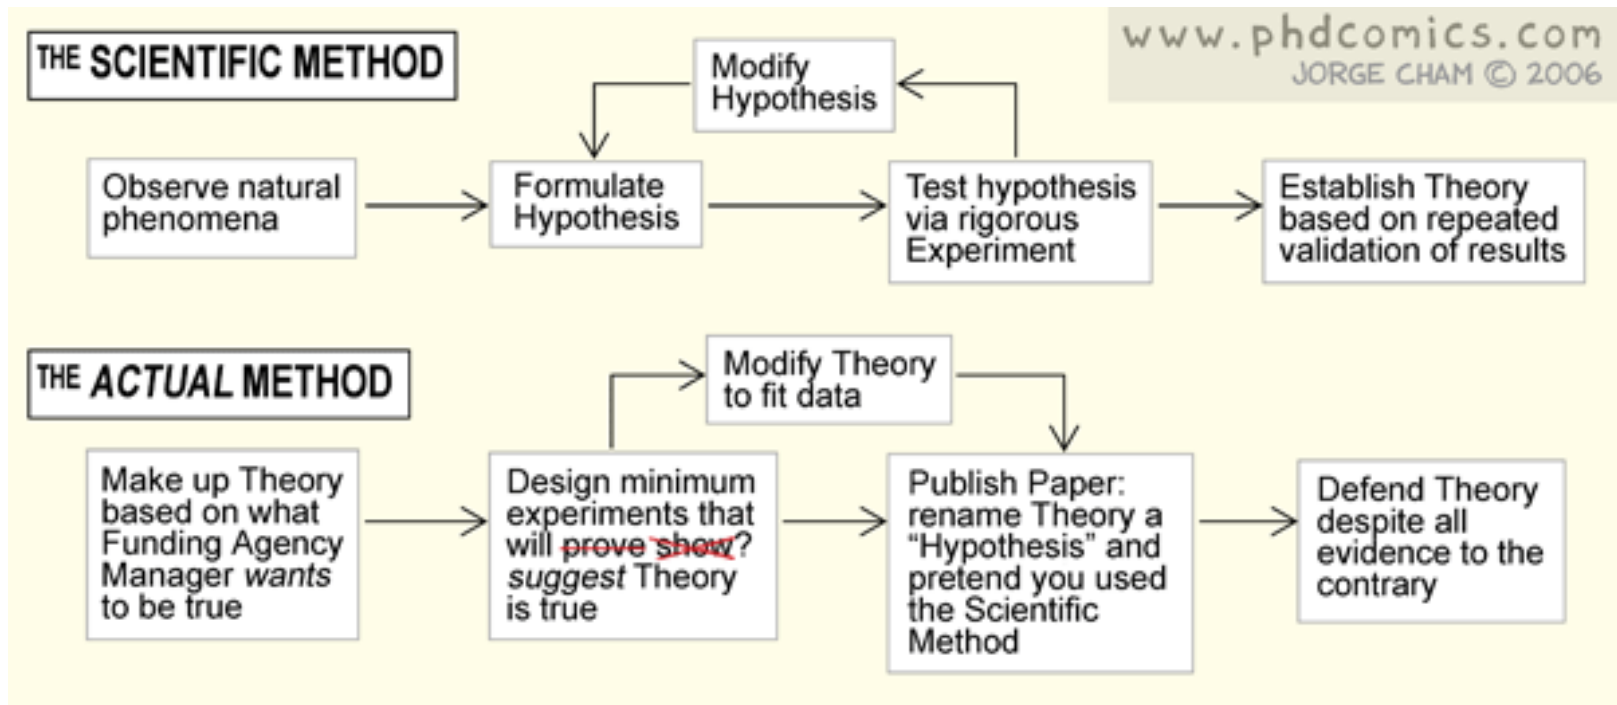 www.phdcomics.com
JORGE CHAM © 2006
THE SCIENTIFIC METHOD
Modify
Hypothesis
Observe natural
phenomena
Formulate
Hypothesis
Test hypothesis
via rigorous
Experiment
Establish Theory
based on repeated
validation of results
THE ACTUAL METHOD
Modify Theory
to fit data
Make up Theory
based on what
Funding Agency
Manager wants
to be true
Design minimum
experiments that
will prove show?
suggest Theory
is true
Publish Paper:
rename Theory a
“Hypothesis” and
pretend you used
the Scientific
Method
Defend Theory
despite all
evidence to the
contrary